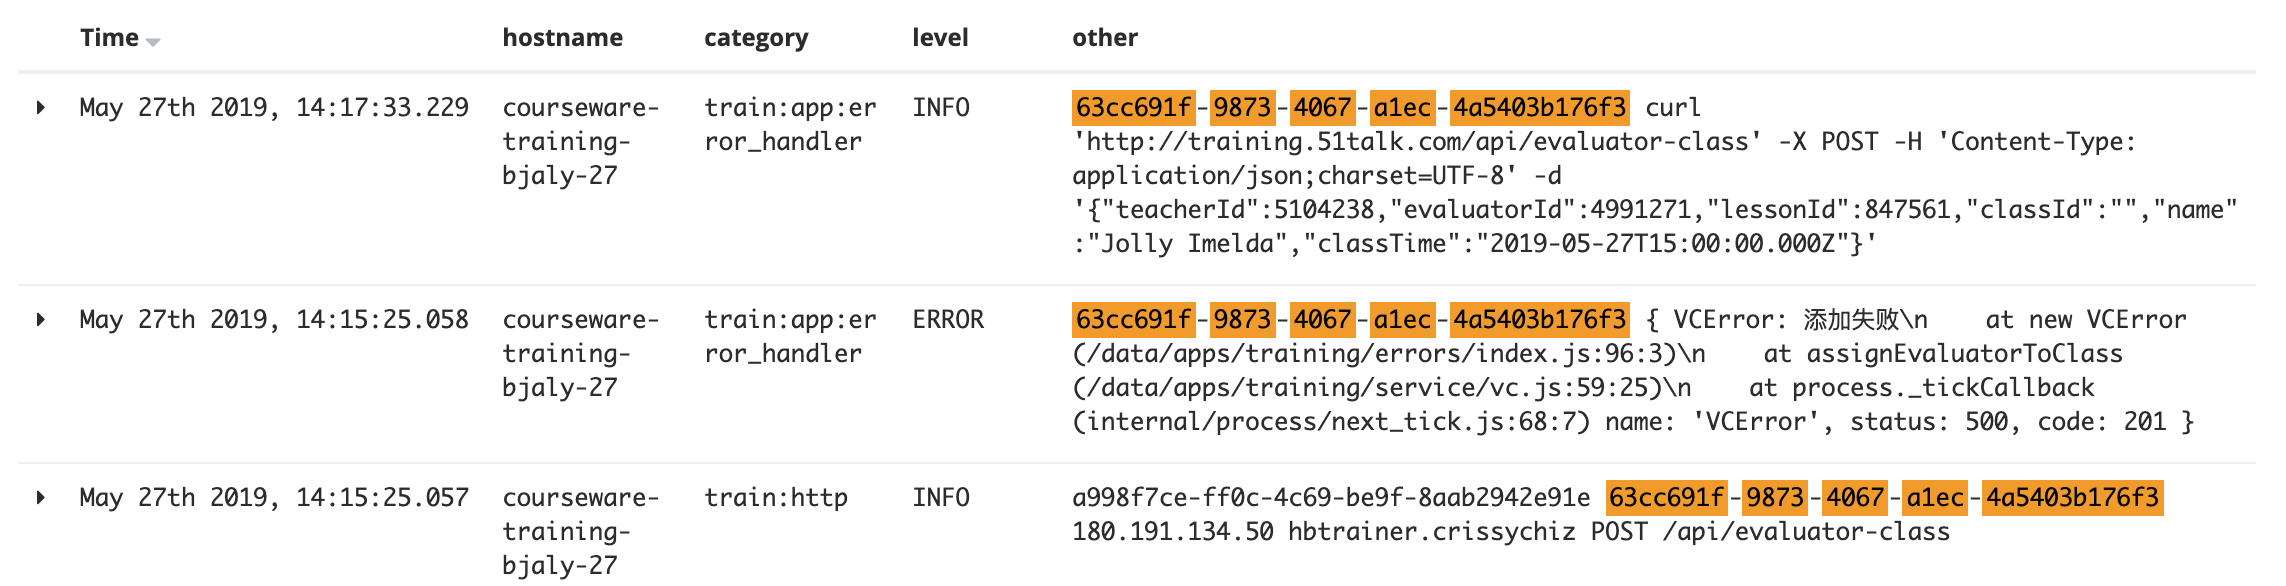 Time hostname category level other
May 27th 2019, 14:17:33.229 courseware- train:app:er INFO 63cc691f-9873-4067-a1ec-4a5403b176f3 curl
training- ror_handler 'http://training.51talk.com/api/evaluator-class' -X POST -H 'Content-Type:
bjaly-27 application/json;charset=UTF-8' -d
'{"teacherId":5104238,"evaluatorId":4991271,"lessonId":847561,"classId":"","name"
:"Jolly Imelda","classTime":"2019-05-27T15:00:00.000Z"}'
May 27th 2019, 14:15:25.058 courseware- train:app:er ERROR 63cc691f-9873-4067-a1ec-4a5403b176f3 { VCError: 添加失败\n    at new VCError
training- ror_handler (/data/apps/training/errors/index.js:96:3)\n    at assignEvaluatorToClass
bjaly-27 (/data/apps/training/service/vc.js:59:25)\n    at process._tickCallback
(internal/process/next_tick.js:68:7) name: 'VCError', status: 500, code: 201 }
May 27th 2019, 14:15:25.057 courseware- train:http INFO a998f7ce-ff0c-4c69-be9f-8aab2942e91e 63cc691f-9873-4067-a1ec-4a5403b176f3
training- 180.191.134.50 hbtrainer.crissychiz POST /api/evaluator-class
bjaly-27